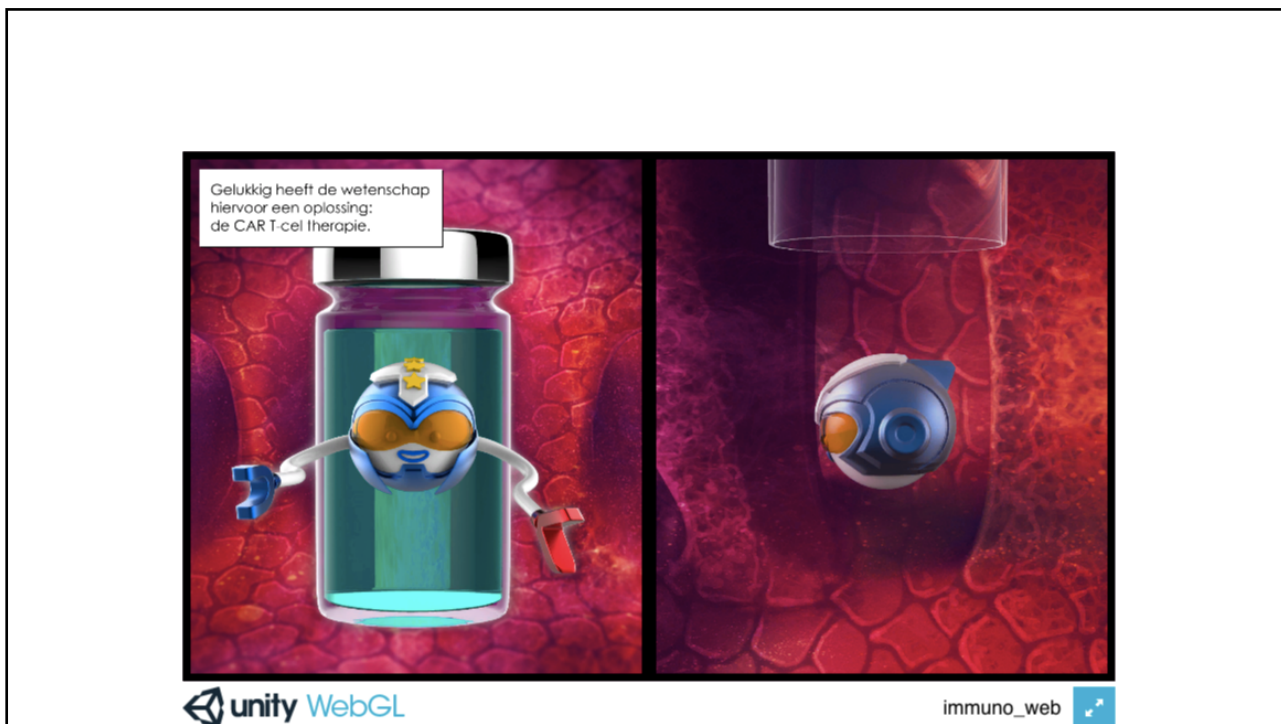 Gelukkig heeft de wetenschap
hiervoor een oplossing:
de CAR T-cel therapie.
unity WebGL
immuno_web